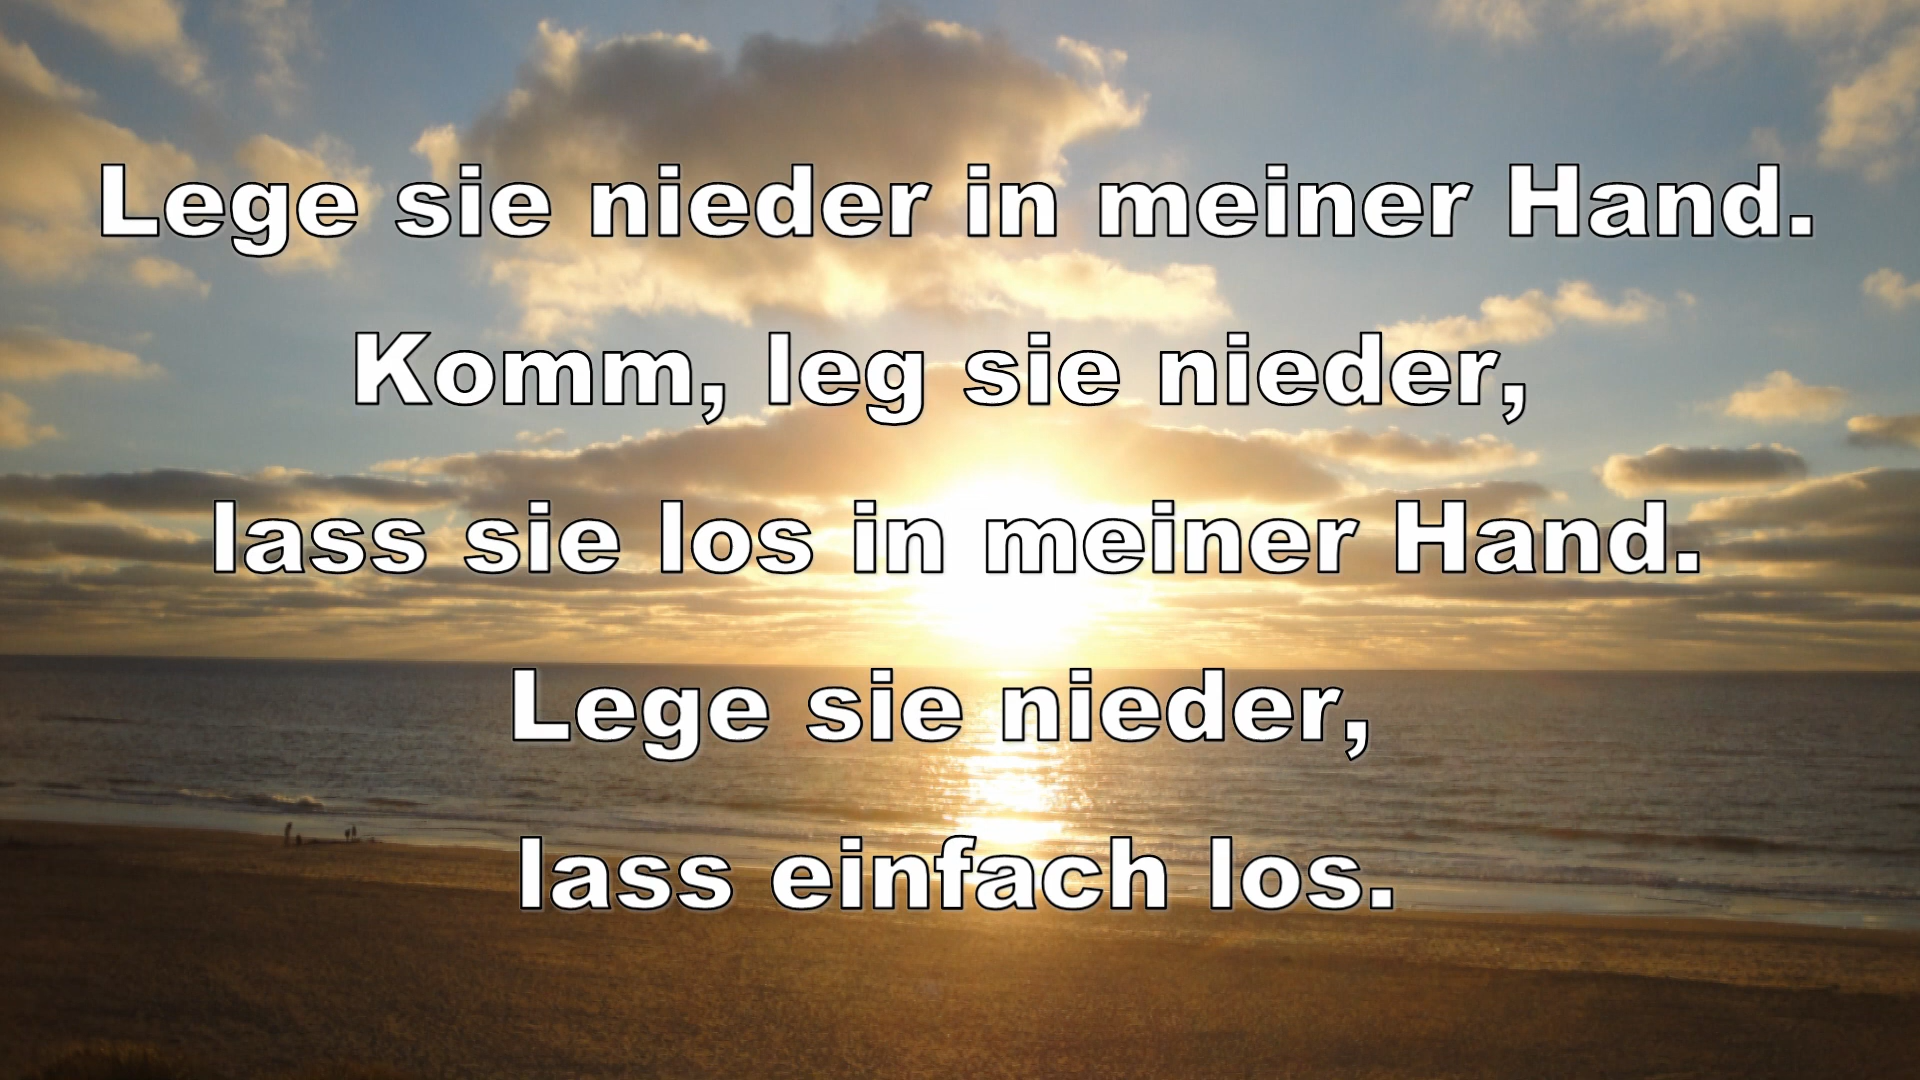 Lege sie nieder in meiner Hand.
Komm, leg sie nieder,
lass sie los in meiner Hand.
Lege sie nieder,
lass einfach los.